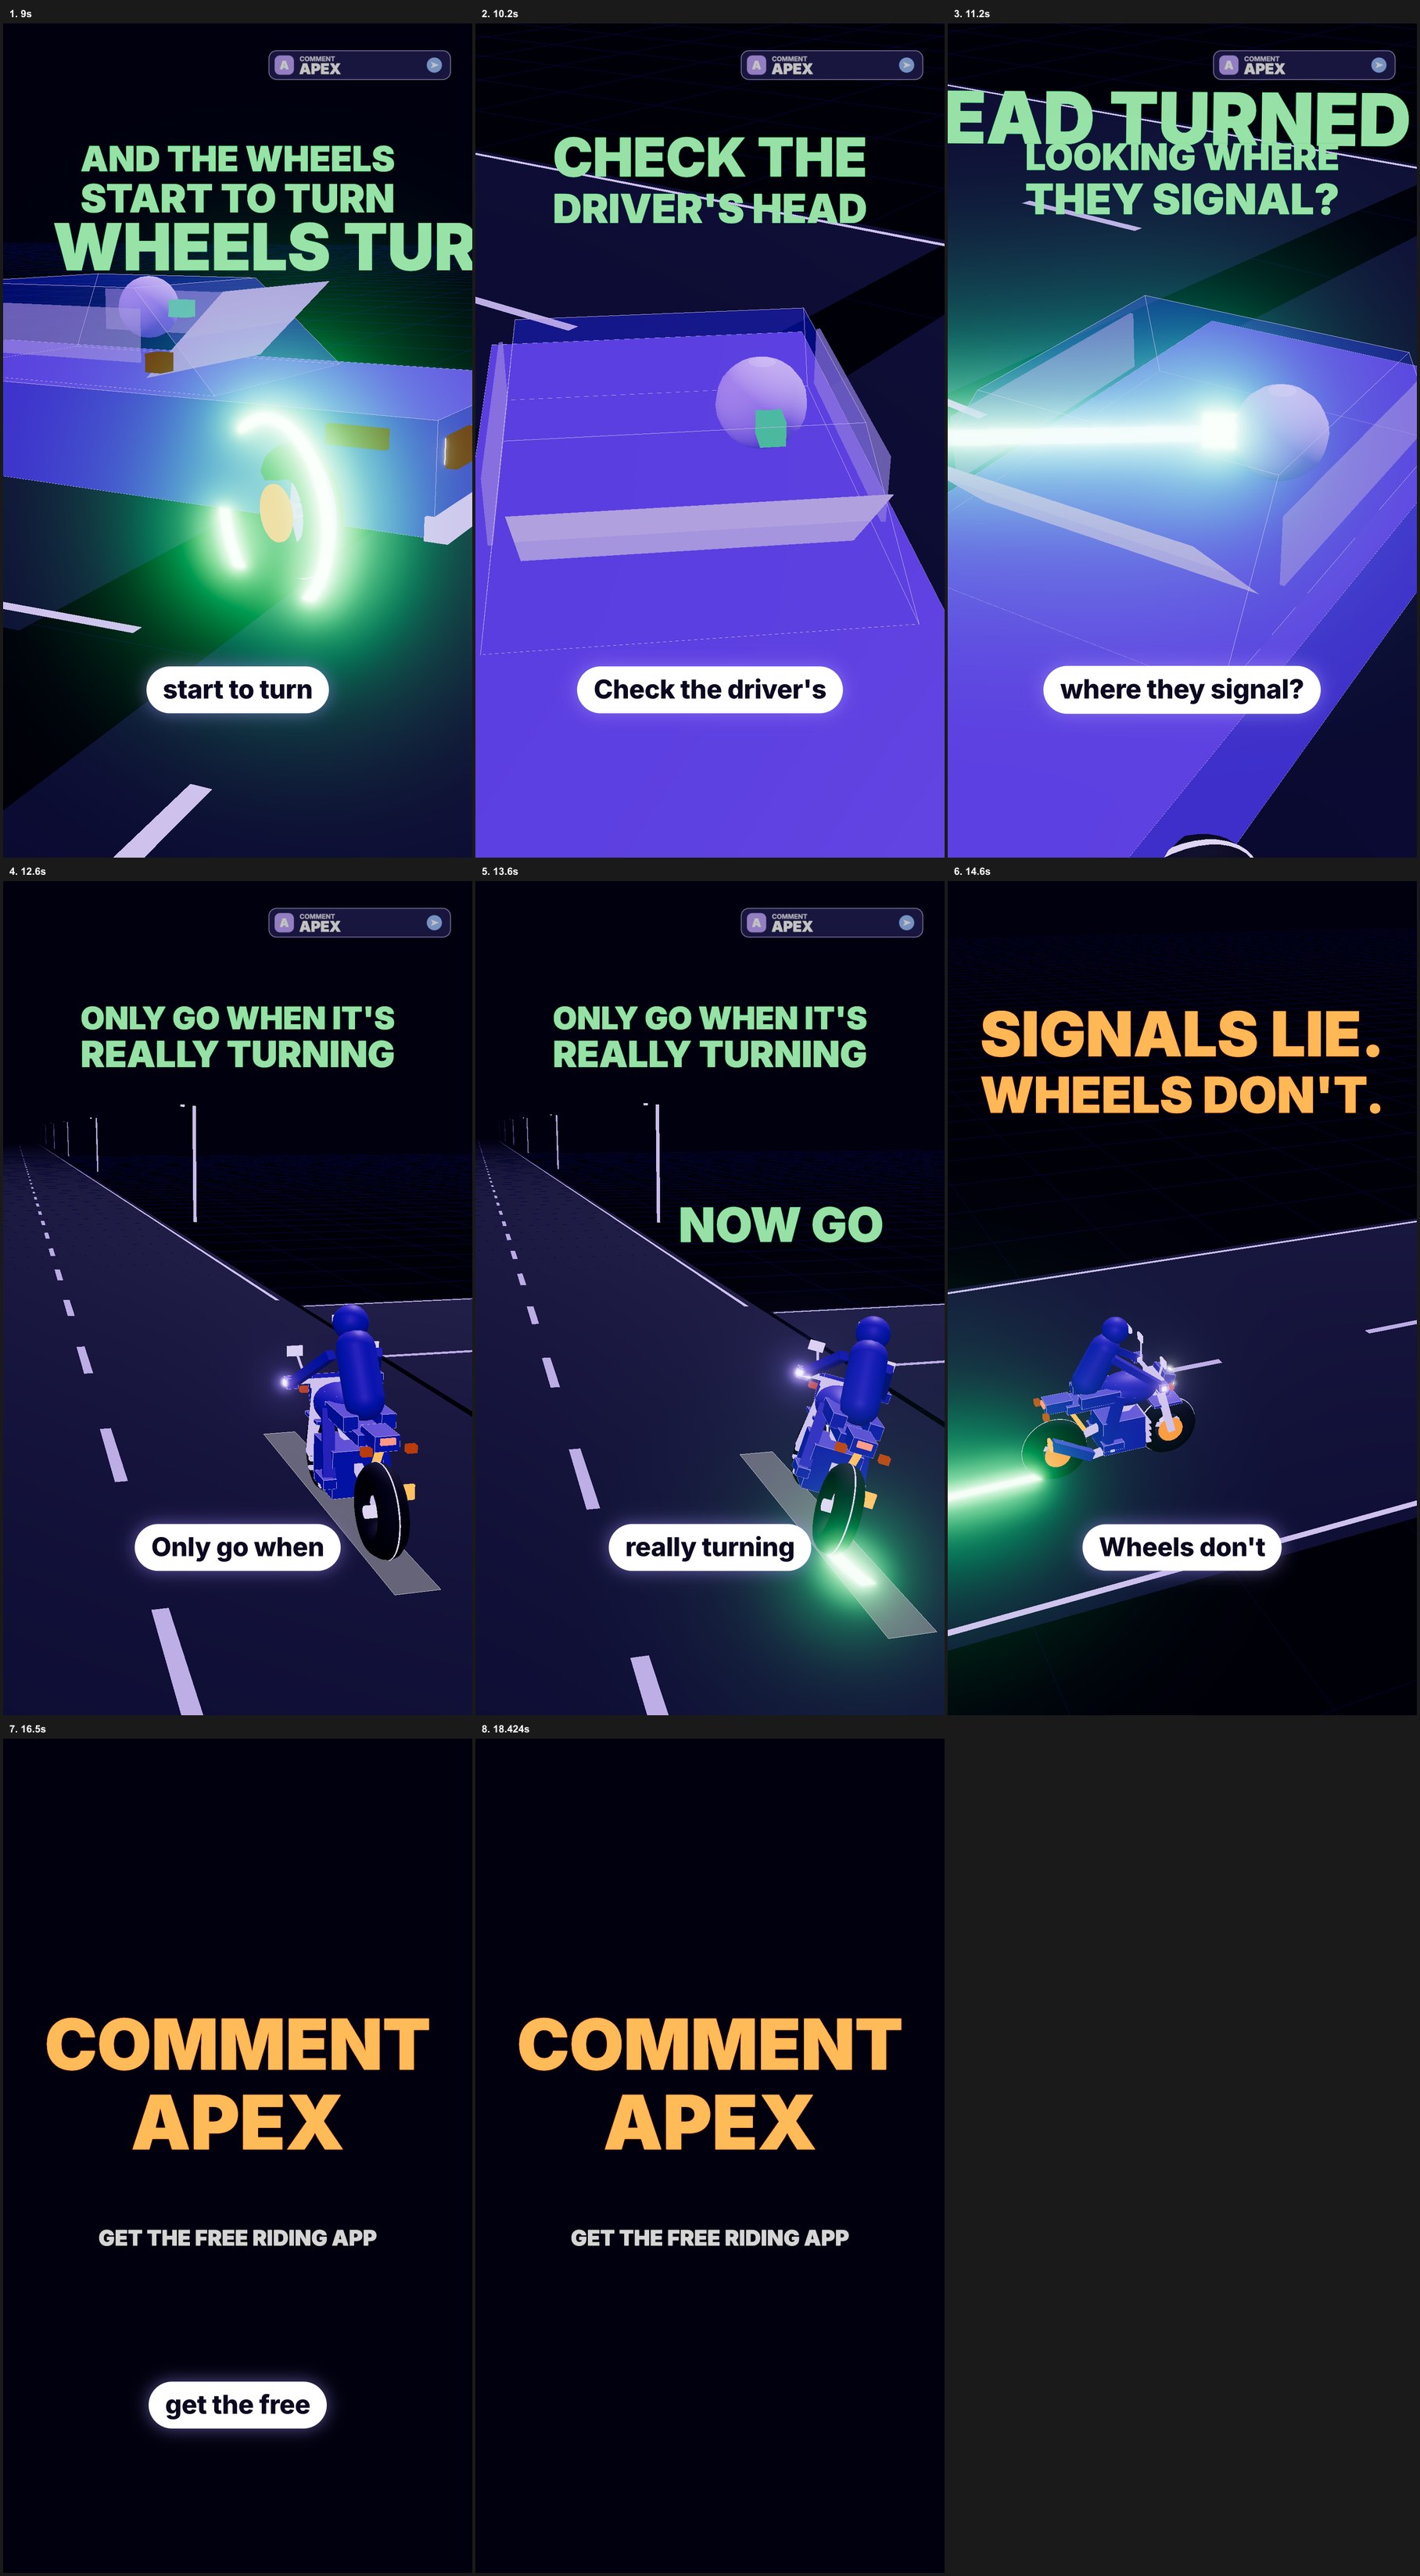 1. 9s
COMMENT
A APEX
AND THE WHEELS
START TO TURN
WHEELS TUR
start to turn
2. 10.2s
COMMENT
A APEX
CHECK THE
DRIVER'S HEAD
Check the driver's
3. 11.2s
COMMENT
A APEX
EAD TURNED
LOOKING WHERE
THEY SIGNAL?
where they signal?
4. 12.6s
COMMENT
A APEX
ONLY GO WHEN IT'S
REALLY TURNING
Only go when
5. 13.6s
COMMENT
A APEX
ONLY GO WHEN IT'S
REALLY TURNING
NOW GO
really turning
6. 14.6s
SIGNALS LIE.
WHEELS DON'T.
Wheels don't
7. 16.5s
COMMENT
APEX
GET THE FREE RIDING APP
get the free
8. 18.424s
COMMENT
APEX
GET THE FREE RIDING APP